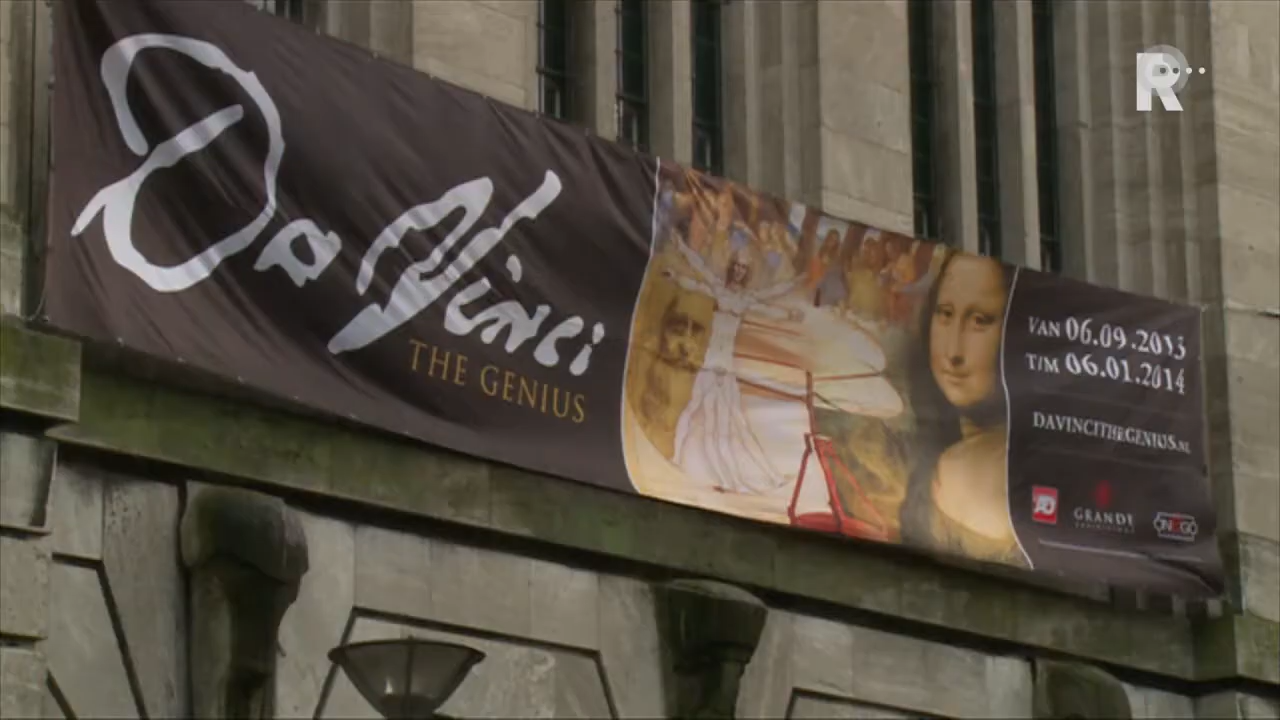 R
Da Vinci
THE GENIUS
VAN 06.09.2013
T/M 06.01.2014
DAVINCITHEGENIUS.NL
AD
GRANDE